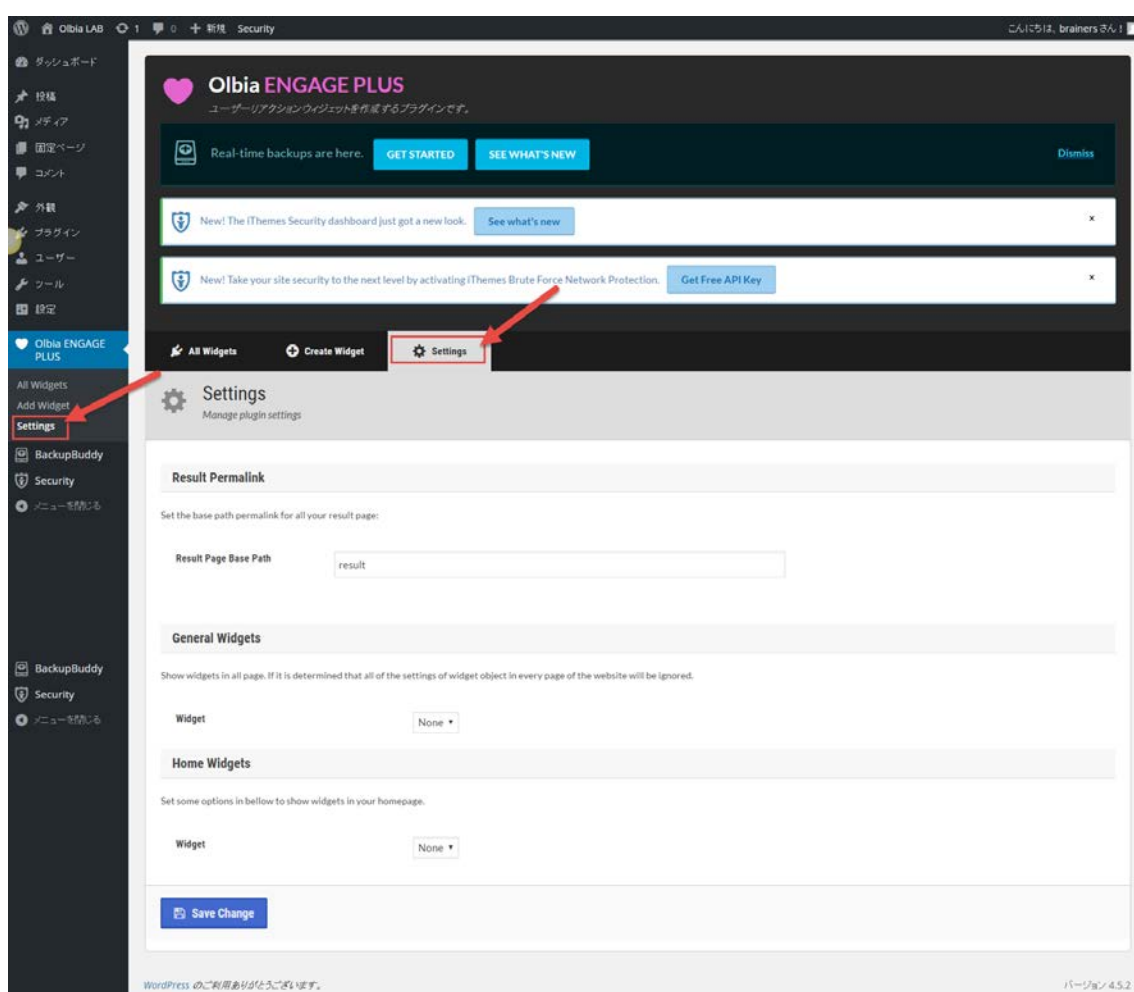 Olbia LAB 1 0 新規 Security こんにちは, brainers さん!
ダッシュボード
投稿
メディア
固定ページ
コメント
外観
プラグイン
ユーザー
ツール
設定
Olbia ENGAGE
PLUS
All Widgets
Add Widget
Settings
BackupBuddy
Security
メニューを閉じる
BackupBuddy
Security
メニューを閉じる
Olbia ENGAGE PLUS
ユーザーリアクションウィジェットを作成するプラグインです。
Real-time backups are here. GET STARTED SEE WHAT'S NEW Dismiss
New! The iThemes Security dashboard just got a new look. See what's new x
New! Take your site security to the next level by activating iThemes Brute Force Network Protection. Get Free API Key x
All Widgets Create Widget Settings
Settings
Manage plugin settings
Result Permalink
Set the base path permalink for all your result page:
Result Page Base Path result
General Widgets
Show widgets in all page. If it is determined that all of the settings of widget object in every page of the website will be ignored.
Widget None
Home Widgets
Set some options in bellow to show widgets in your homepage.
Widget None
Save Change
WordPress のご利用ありがとうございます。 バージョン 4.5.2